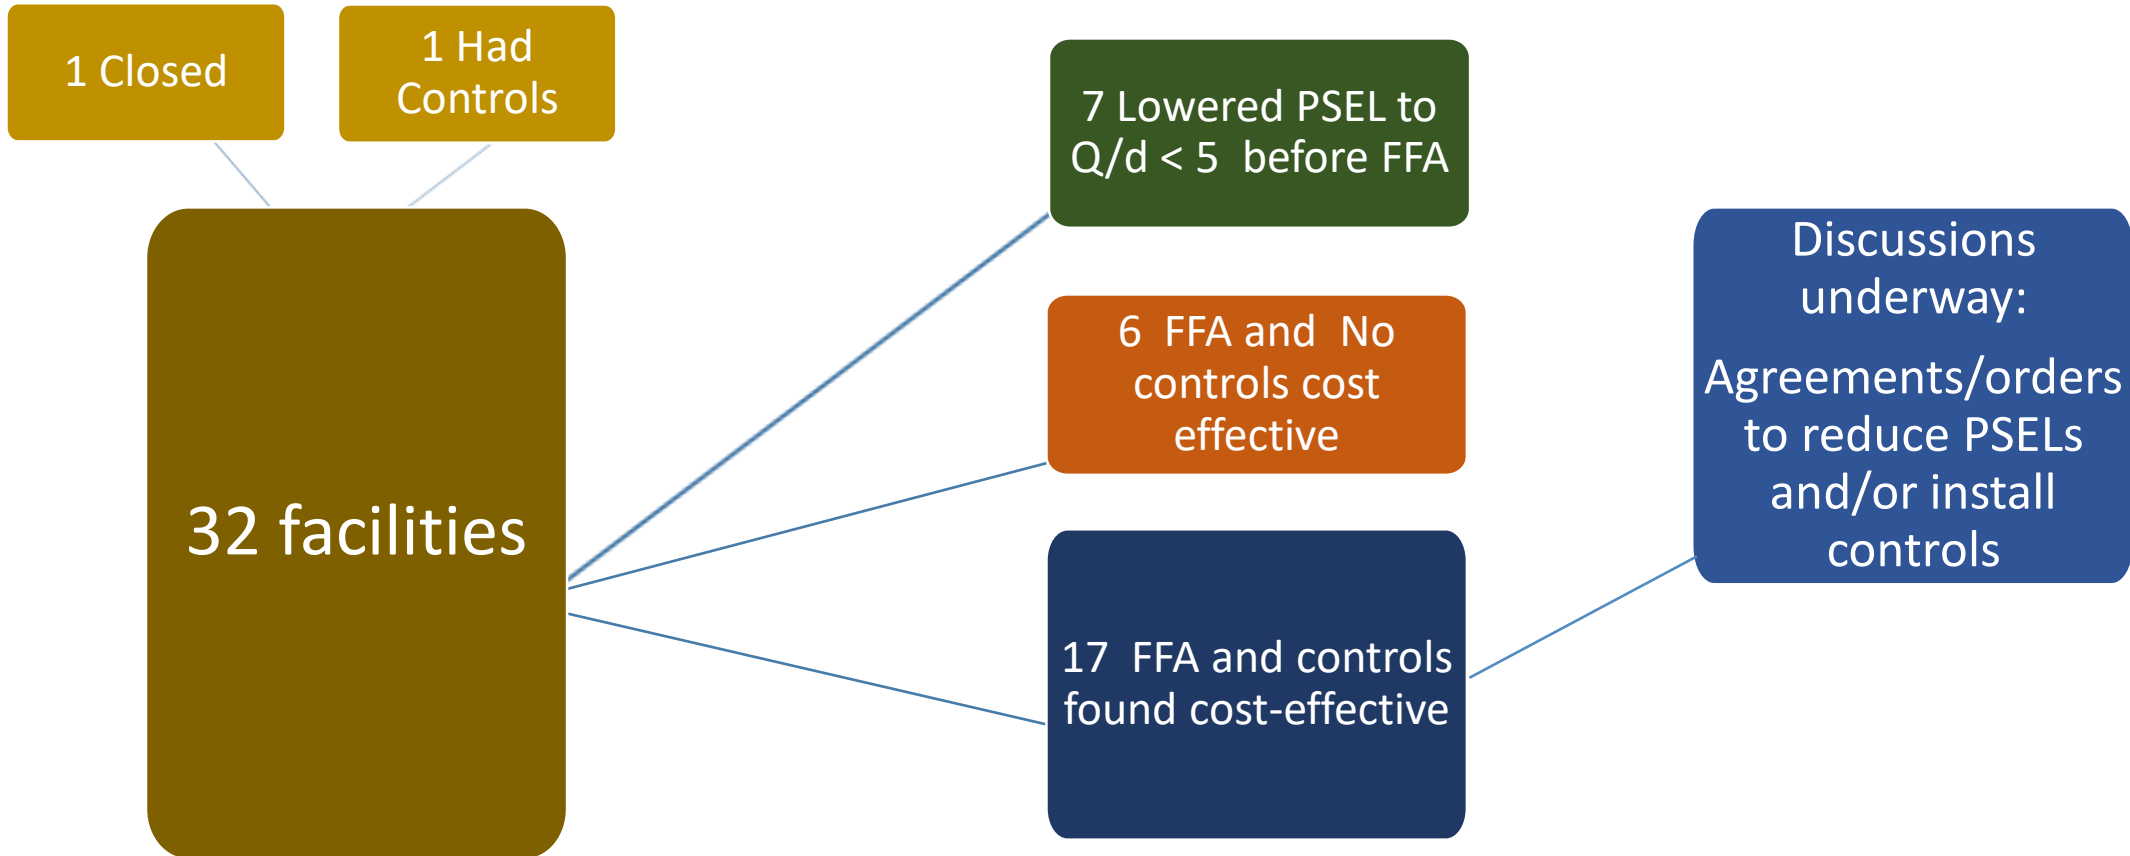 1 Closed
1 Had
Controls
32 facilities
7 Lowered PSEL to
Q/d < 5  before FFA
6  FFA and  No
controls cost
effective
17  FFA and controls
found cost-effective
Discussions
underway:
Agreements/orders
to reduce PSELs
and/or install
controls